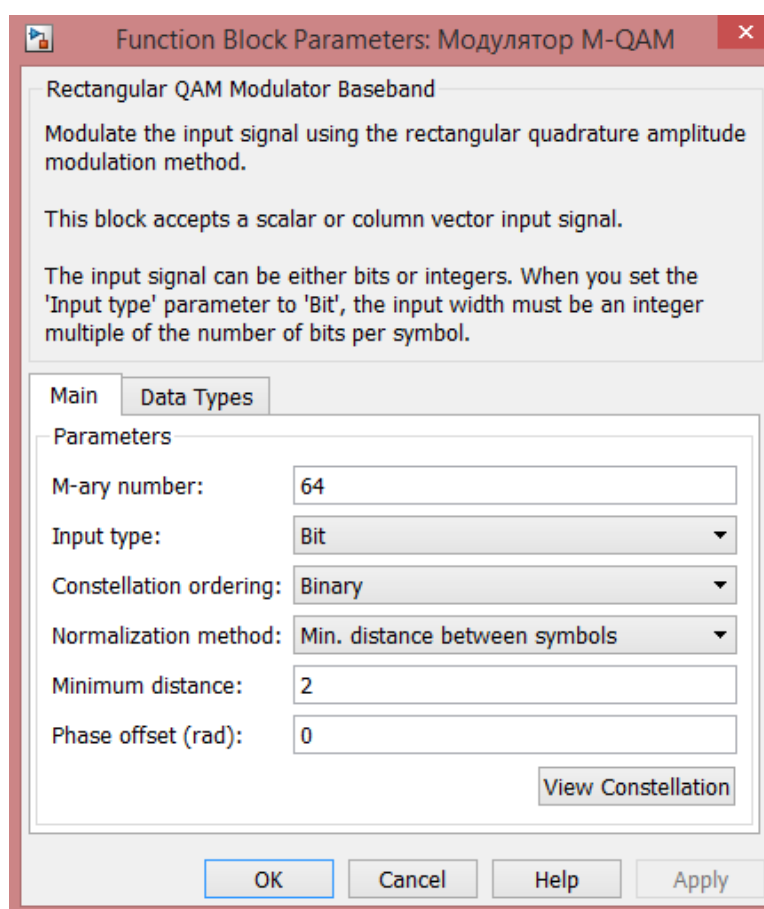 Function Block Parameters: Модулятор M-QAM
Rectangular QAM Modulator Baseband
Modulate the input signal using the rectangular quadrature amplitude
modulation method.
This block accepts a scalar or column vector input signal.
The input signal can be either bits or integers. When you set the
'Input type' parameter to 'Bit', the input width must be an integer
multiple of the number of bits per symbol.
Main Data Types
Parameters
M-ary number: 64
Input type: Bit
Constellation ordering: Binary
Normalization method: Min. distance between symbols
Minimum distance: 2
Phase offset (rad): 0
View Constellation
OK Cancel Help Apply